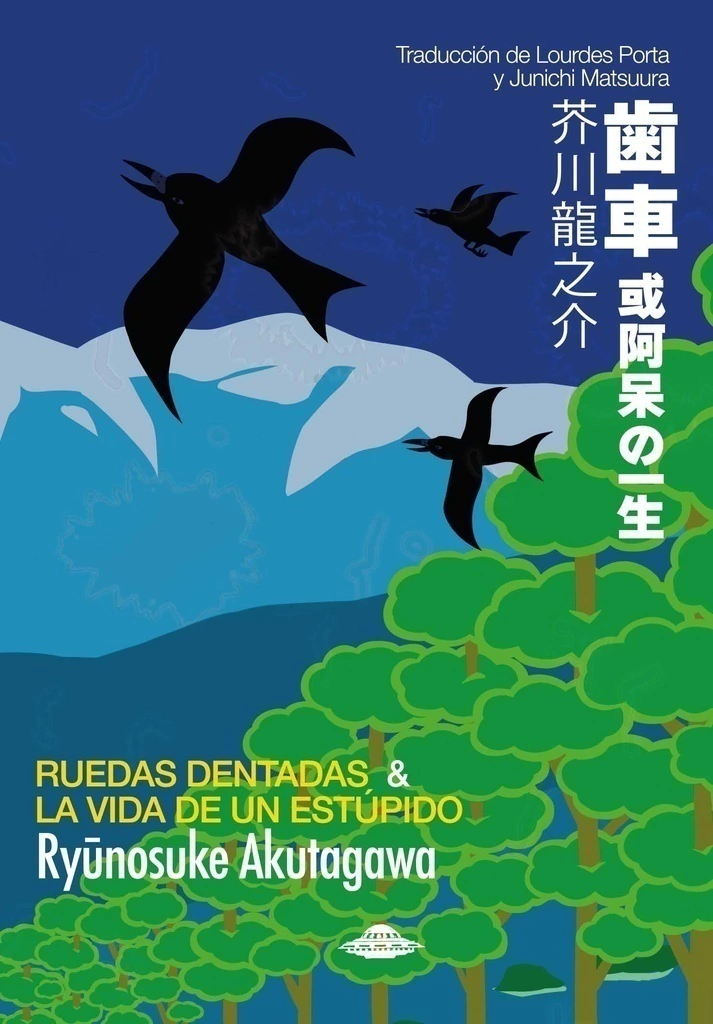 Traducción de Lourdes Porta
y Junichi Matsuura
歯車
或阿呆の一生
芥川龍之介
RUEDAS DENTADAS &
LA VIDA DE UN ESTÚPIDO
Ryūnosuke Akutagawa